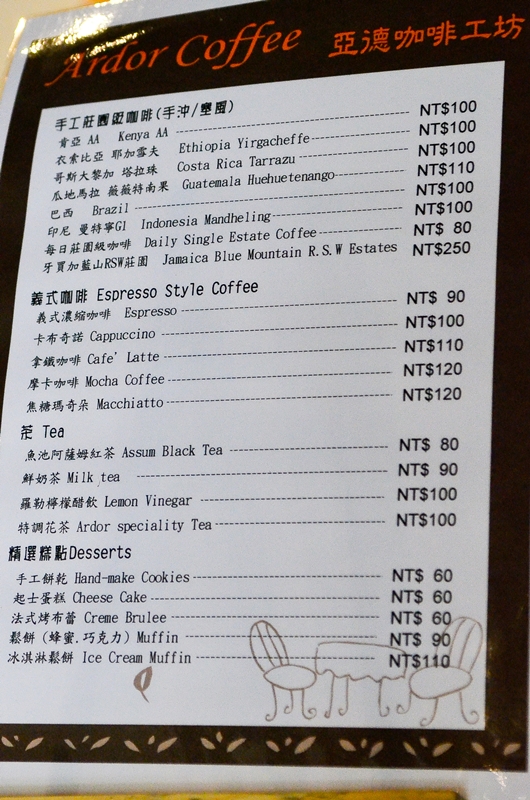 Ardor Coffee 亞德咖啡工坊
手工莊園級咖啡(手沖/塞風)
肯亞 AA Kenya AA NT$100
衣索比亞 耶加雪夫 Ethiopia Yirgacheffe NT$100
哥斯大黎加 塔拉珠 Costa Rica Tarrazu NT$100
瓜地馬拉 薇薇特南果 Guatemala Huehuetenango NT$110
巴西 Brazil NT$100
印尼 曼特寧G1 Indonesia Mandheling NT$100
每日莊園級咖啡 Daily Single Estate Coffee NT$ 80
牙買加藍山RSW莊園 Jamaica Blue Mountain R.S.W Estates NT$250
義式咖啡 Espresso Style Coffee
義式濃縮咖啡 Espresso NT$ 90
卡布奇諾 Cappuccino NT$100
拿鐵咖啡 Cafe' Latte NT$110
摩卡咖啡 Mocha Coffee NT$120
焦糖瑪奇朵 Macchiatto NT$120
茶 Tea
魚池阿薩姆紅茶 Assum Black Tea NT$ 80
鮮奶茶 Milk tea NT$ 90
羅勒檸檬醋飲 Lemon Vinegar NT$100
特調花茶 Ardor speciality Tea NT$100
精選糕點Desserts
手工餅乾 Hand-make Cookies NT$ 60
起士蛋糕 Cheese Cake NT$ 60
法式烤布蕾 Creme Brulee NT$ 60
鬆餅(蜂蜜.巧克力) Muffin NT$ 90
冰淇淋鬆餅 Ice Cream Muffin NT$110